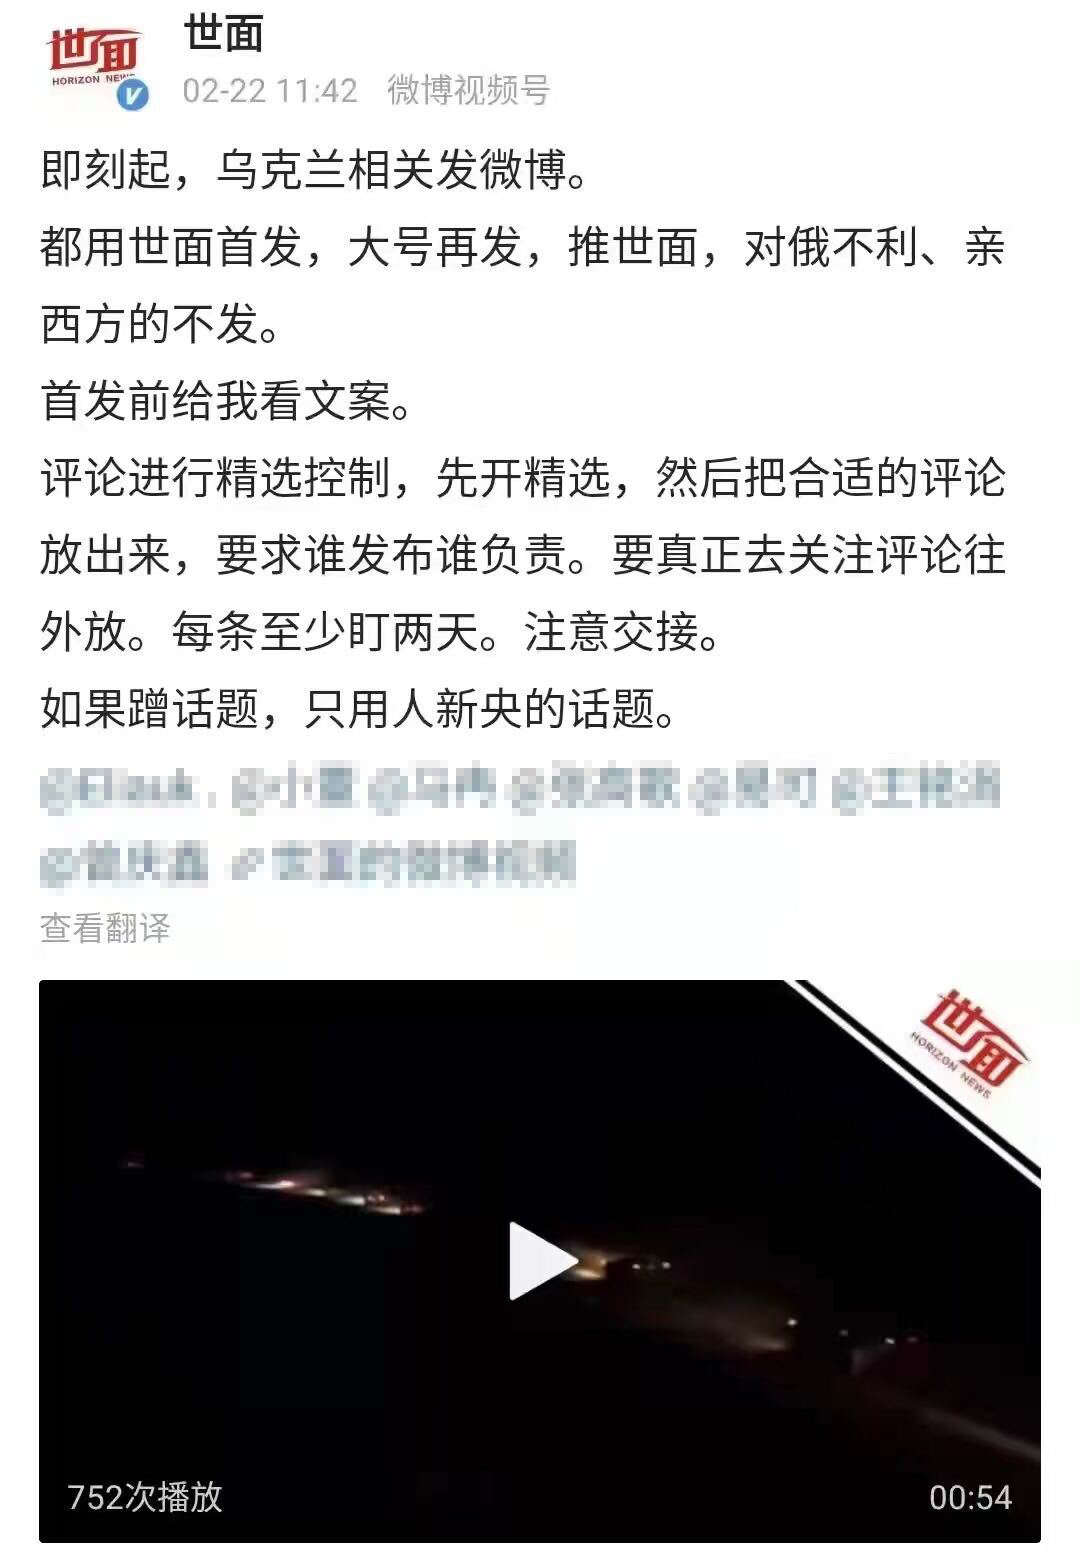 世面
HORIZON NEWS
世面
02-22 11:42 微博视频号
即刻起，乌克兰相关发微博。
都用世面首发，大号再发，推世面，对俄不利、亲
西方的不发。
首发前给我看文案。
评论进行精选控制，先开精选，然后把合适的评论
放出来，要求谁发布谁负责。要真正去关注评论往
外放。每条至少盯两天。注意交接。
如果蹭话题，只用人新央的话题。
查看翻译
世面
HORIZON NEWS
752次播放
00:54